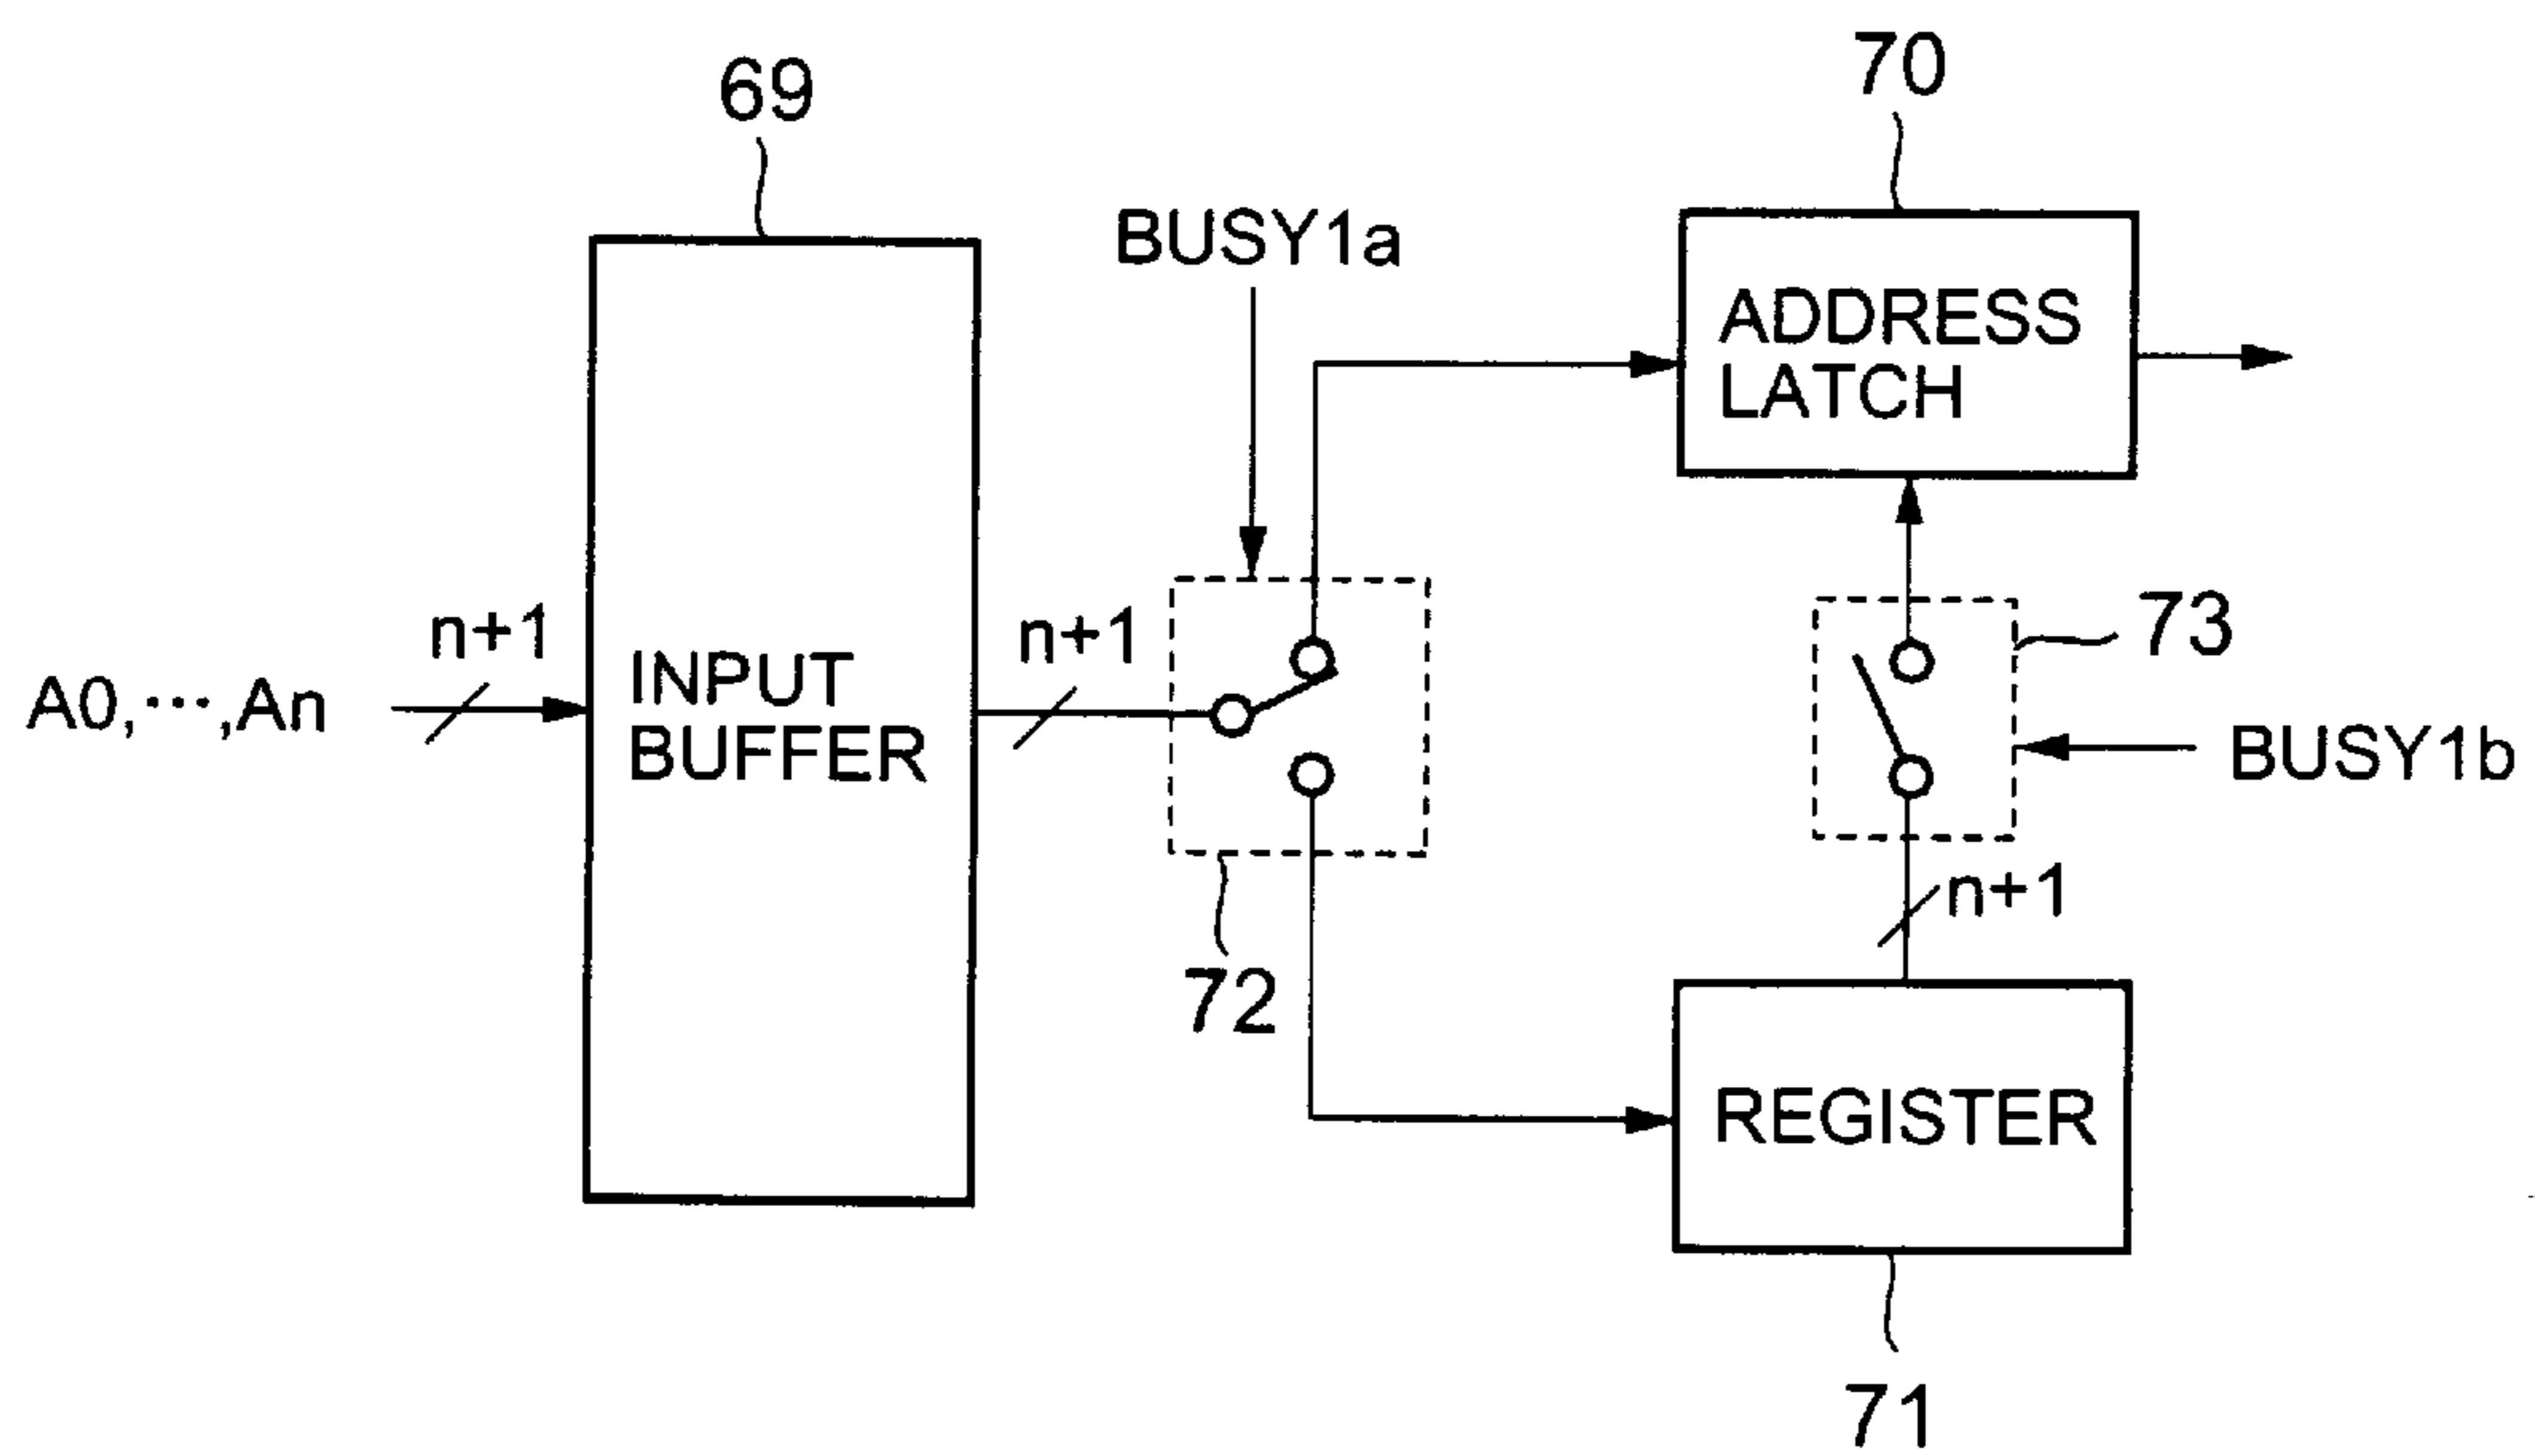 69
70
BUSY1a
ADDRESS
LATCH
n+1
n+1
73
A0,···,An
INPUT
BUFFER
BUSY1b
n+1
72
REGISTER
71